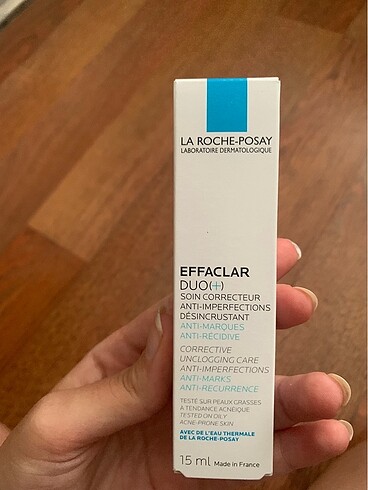 LA ROCHE-POSAY
LABORATOIRE DERMATOLOGIQUE
EFFACLAR
DUO(+)
SOIN CORRECTEUR
ANTI-IMPERFECTIONS
DÉSINCRUSTANT
ANTI-MARQUES
ANTI-RÉCIDIVE
CORRECTIVE
UNCLOGGING CARE
ANTI-IMPERFECTIONS
ANTI-MARKS
ANTI-RECURRENCE
TESTÉ SUR PEAUX GRASSES
À TENDANCE ACNÉIQUE
TESTED ON OILY
ACNE-PRONE SKIN
AVEC DE L'EAU THERMALE
DE LA ROCHE-POSAY
15 ml Made in France